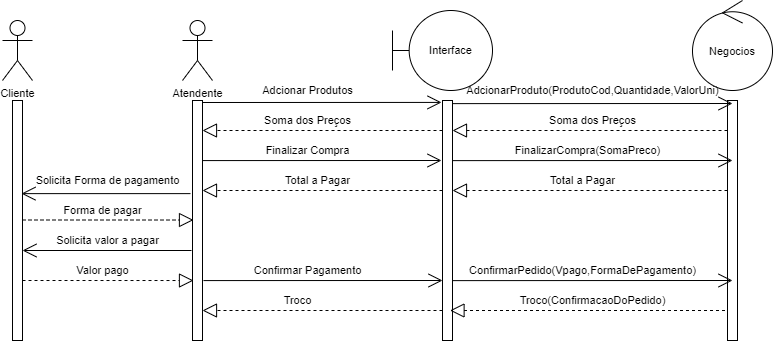 Interface
Negocios
Cliente
Atendente
Adcionar Produtos
AdcionarProduto(ProdutoCod,Quantidade,ValorUni)
Soma dos Preços
Soma dos Preços
Finalizar Compra
FinalizarCompra(SomaPreco)
Solicita Forma de pagamento
Total a Pagar
Total a Pagar
Forma de pagar
Solicita valor a pagar
Valor pago
Confirmar Pagamento
ConfirmarPedido(Vpago,FormaDePagamento)
Troco
Troco(ConfirmacaoDoPedido)